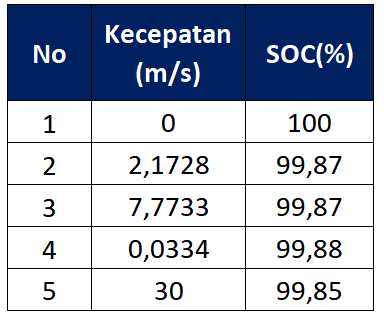 No Kecepatan (m/s) SOC(%)
1 0 100
2 2,1728 99,87
3 7,7733 99,87
4 0,0334 99,88
5 30 99,85